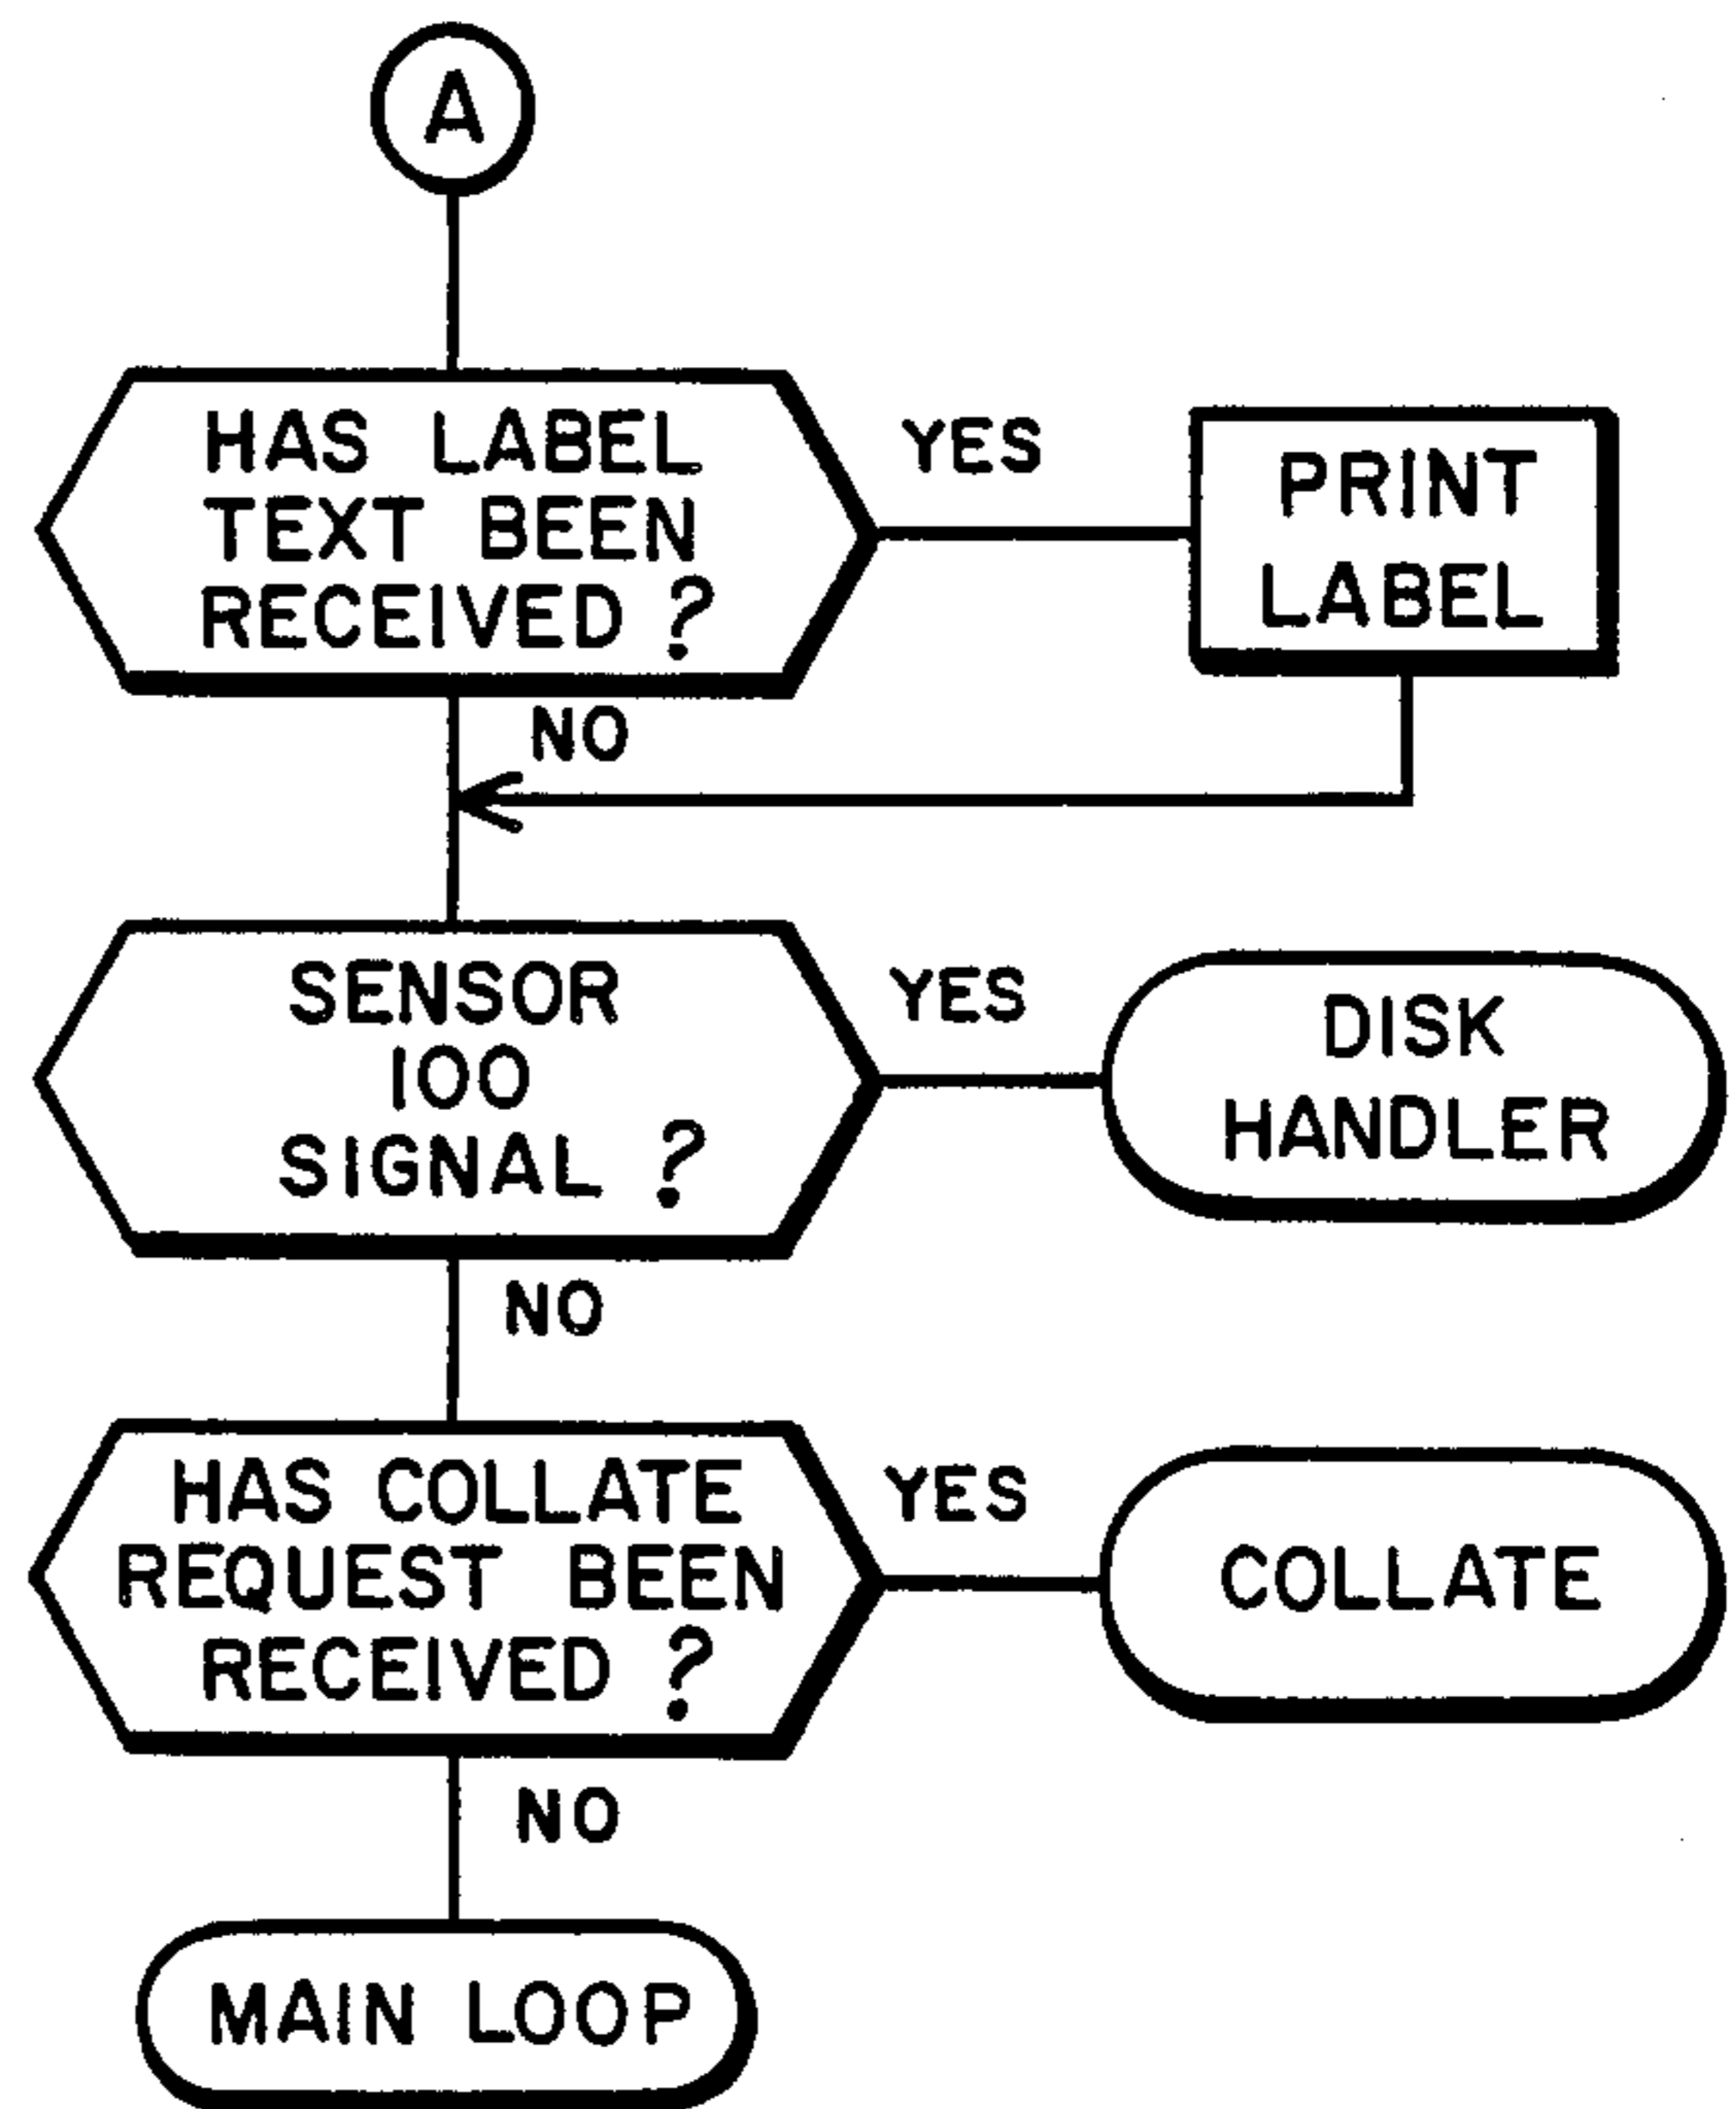 A
HAS LABEL
TEXT BEEN
RECEIVED ?
YES
PRINT
LABEL
NO
SENSOR
100
SIGNAL ?
YES
DISK
HANDLER
NO
HAS COLLATE
REQUEST BEEN
RECEIVED ?
YES
COLLATE
NO
MAIN LOOP